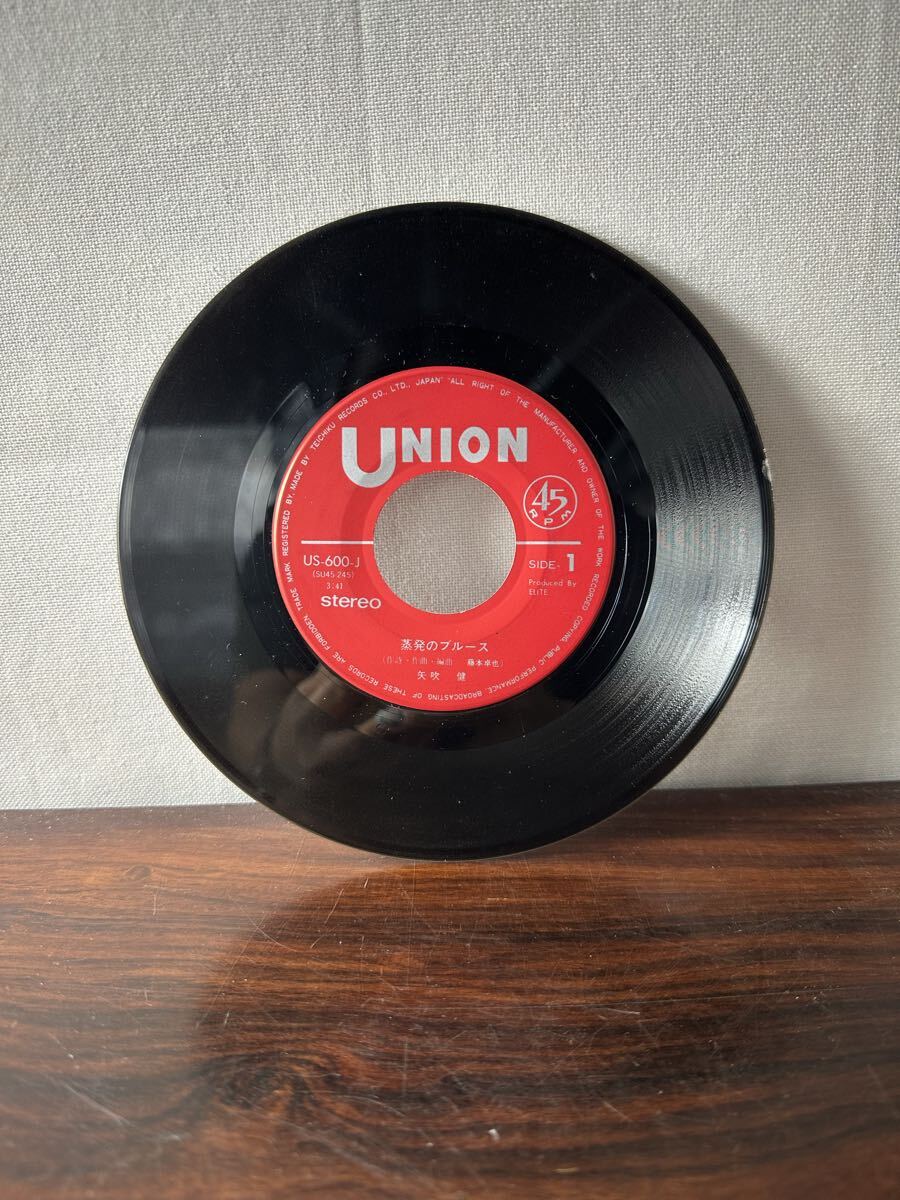 TRADE MARK REGISTERED BY, MADE BY TEICHIKU RECORDS CO., LTD., JAPAN "ALL RIGHT OF THE MANUFACTURER AND OWNER OF THE WORK RECORDED COPYING, PUBLIC PERFORMANCE, BROADCASTING OF THESE RECORDS ARE FORBIDDEN.
UNION
45
RPM
US-600-J
(SU45-245)
3:41
stereo
SIDE-1
Produced By
ELITE
蒸発のブルース
(作詩・作曲・編曲 藤本卓也)
矢吹 健